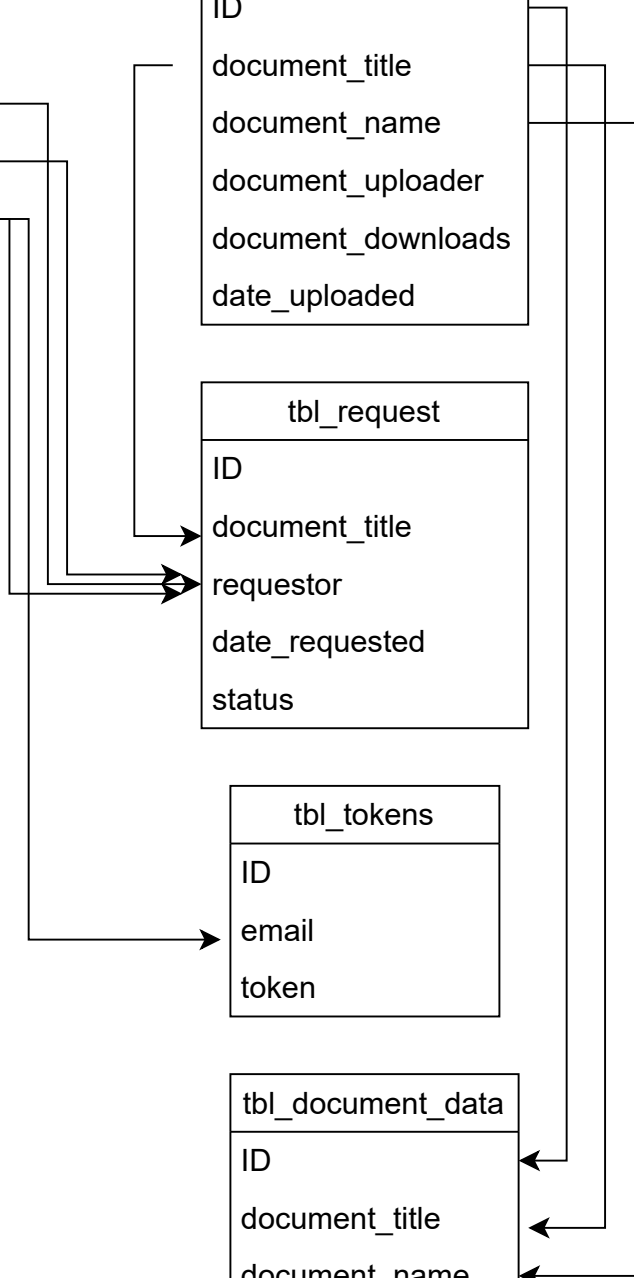 ID
document_title
document_name
document_uploader
document_downloads
date_uploaded
tbl_request
ID
document_title
requestor
date_requested
status
tbl_tokens
ID
email
token
tbl_document_data
ID
document_title
document_name